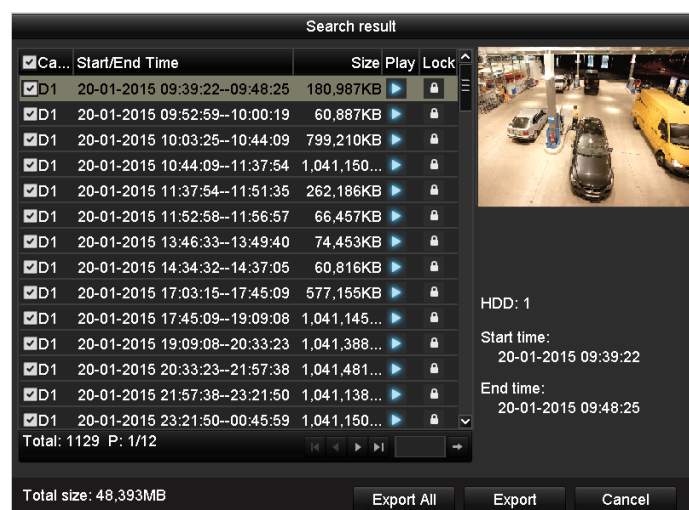 Search result
Ca... Start/End Time Size Play Lock
D1 20-01-2015 09:39:22--09:48:25 180,987KB
D1 20-01-2015 09:52:59--10:00:19 60,887KB
D1 20-01-2015 10:03:25--10:44:09 799,210KB
D1 20-01-2015 10:44:09--11:37:54 1,041,150...
D1 20-01-2015 11:37:54--11:51:35 262,186KB
D1 20-01-2015 11:52:58--11:56:57 66,457KB
D1 20-01-2015 13:46:33--13:49:40 74,453KB
D1 20-01-2015 14:34:32--14:37:05 60,816KB
D1 20-01-2015 17:03:15--17:45:09 577,155KB
D1 20-01-2015 17:45:09--19:09:08 1,041,145...
D1 20-01-2015 19:09:08--20:33:23 1,041,388...
D1 20-01-2015 20:33:23--21:57:38 1,041,481...
D1 20-01-2015 21:57:38--23:21:50 1,041,138...
D1 20-01-2015 23:21:50--00:45:59 1,041,150...
Total: 1129 P: 1/12
HDD: 1
Start time:
20-01-2015 09:39:22
End time:
20-01-2015 09:48:25
Total size: 48,393MB
Export All Export Cancel